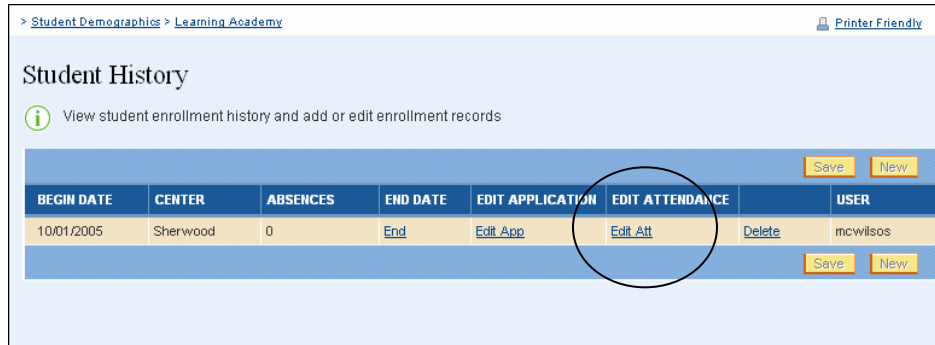 > Student Demographics > Learning Academy Printer Friendly
Student History
i View student enrollment history and add or edit enrollment records
Save New
BEGIN DATE CENTER ABSENCES END DATE EDIT APPLICATION EDIT ATTENDANCE USER
10/01/2005 Sherwood 0 End Edit App Edit Att Delete mcwilsos
Save New